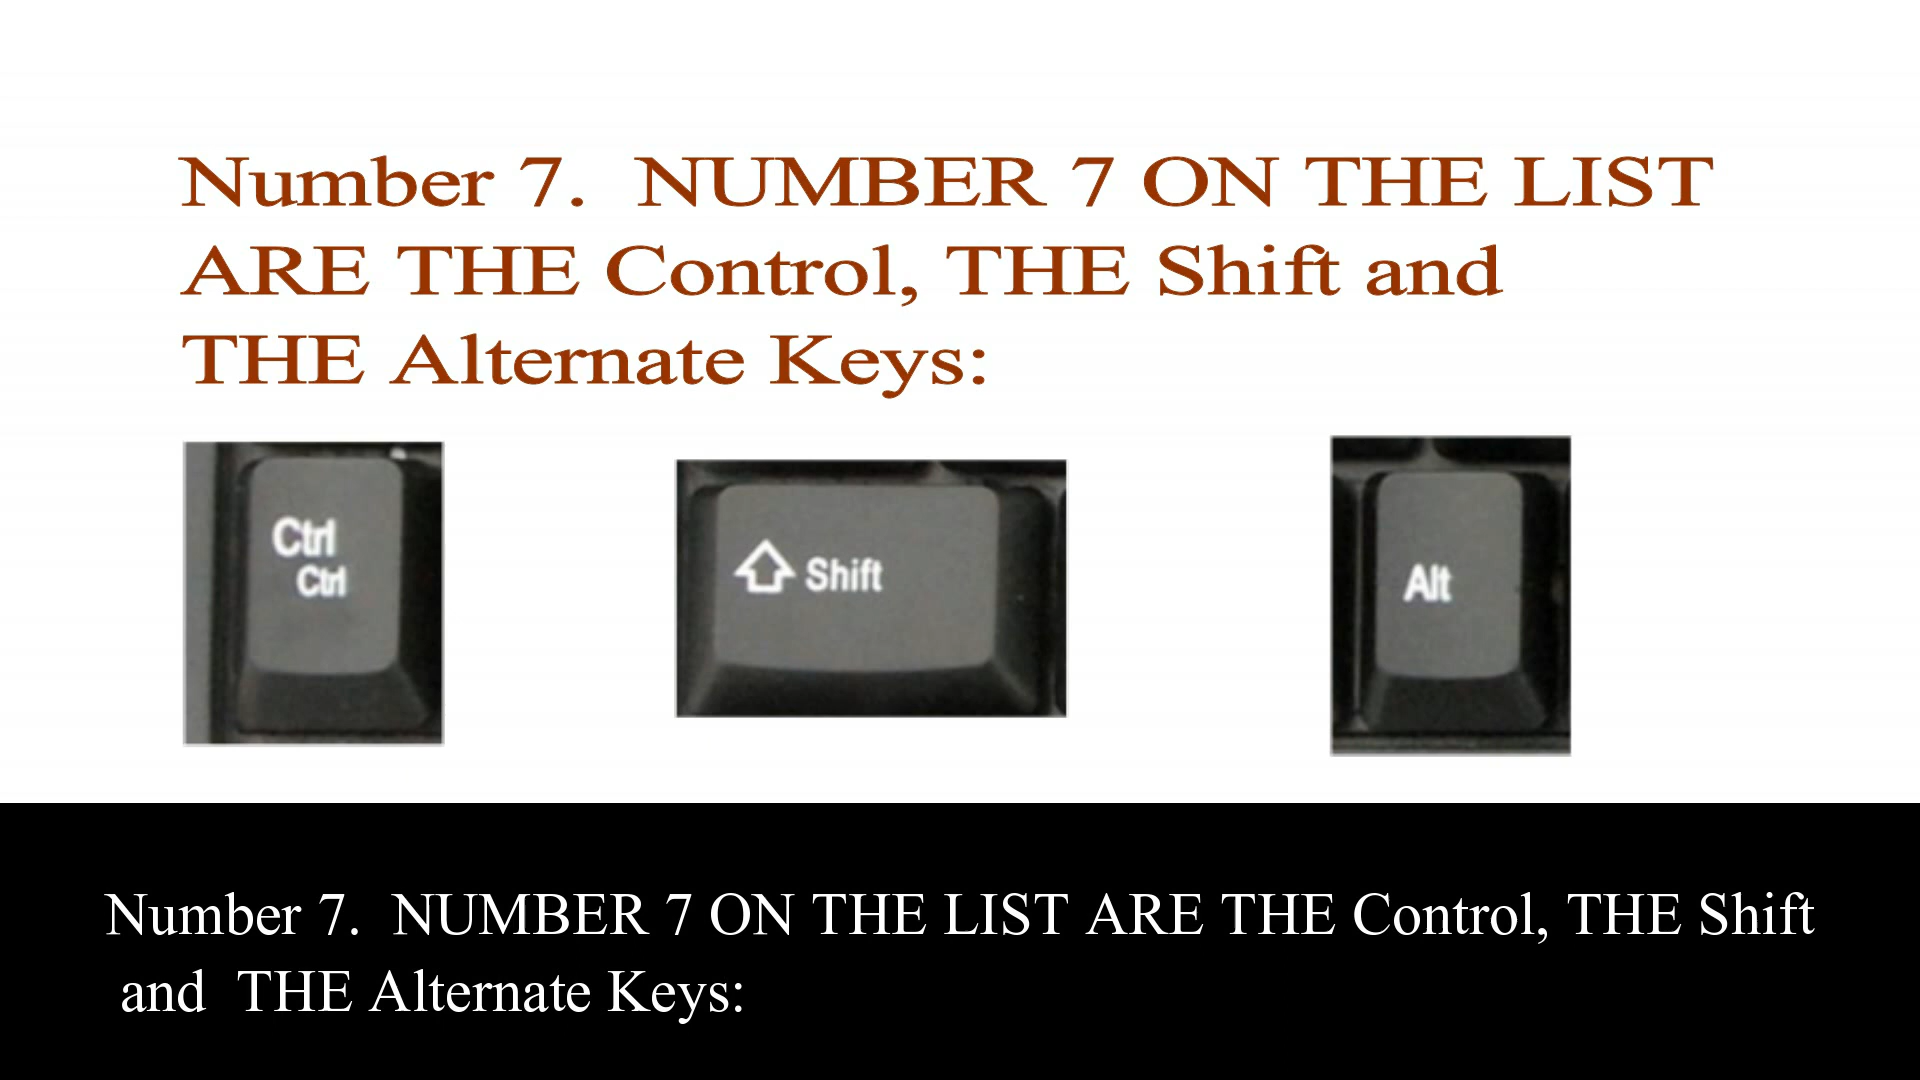 Number 7.  NUMBER 7 ON THE LIST
ARE THE Control, THE Shift and
THE Alternate Keys:
Ctrl
Ctrl
Shift
Alt
Number 7.  NUMBER 7 ON THE LIST ARE THE Control, THE Shift
and  THE Alternate Keys: